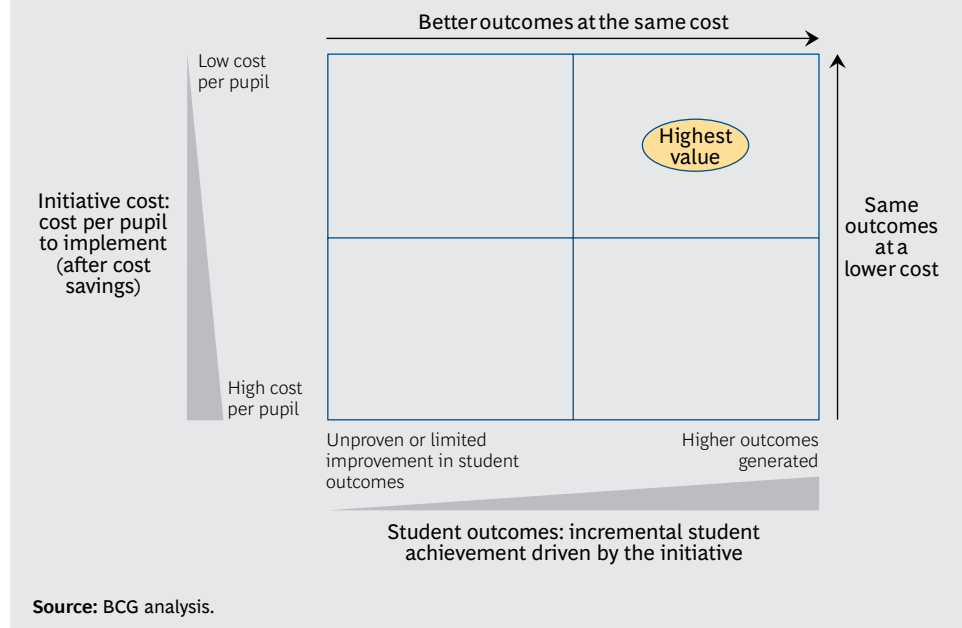 Better outcomes at the same cost
Low cost
per pupil
Highest
value
Initiative cost:
cost per pupil
to implement
(after cost
savings)
Same
outcomes
at a
lower cost
High cost
per pupil
Unproven or limited
improvement in student
outcomes
Higher outcomes
generated
Student outcomes: incremental student
achievement driven by the initiative
Source: BCG analysis.